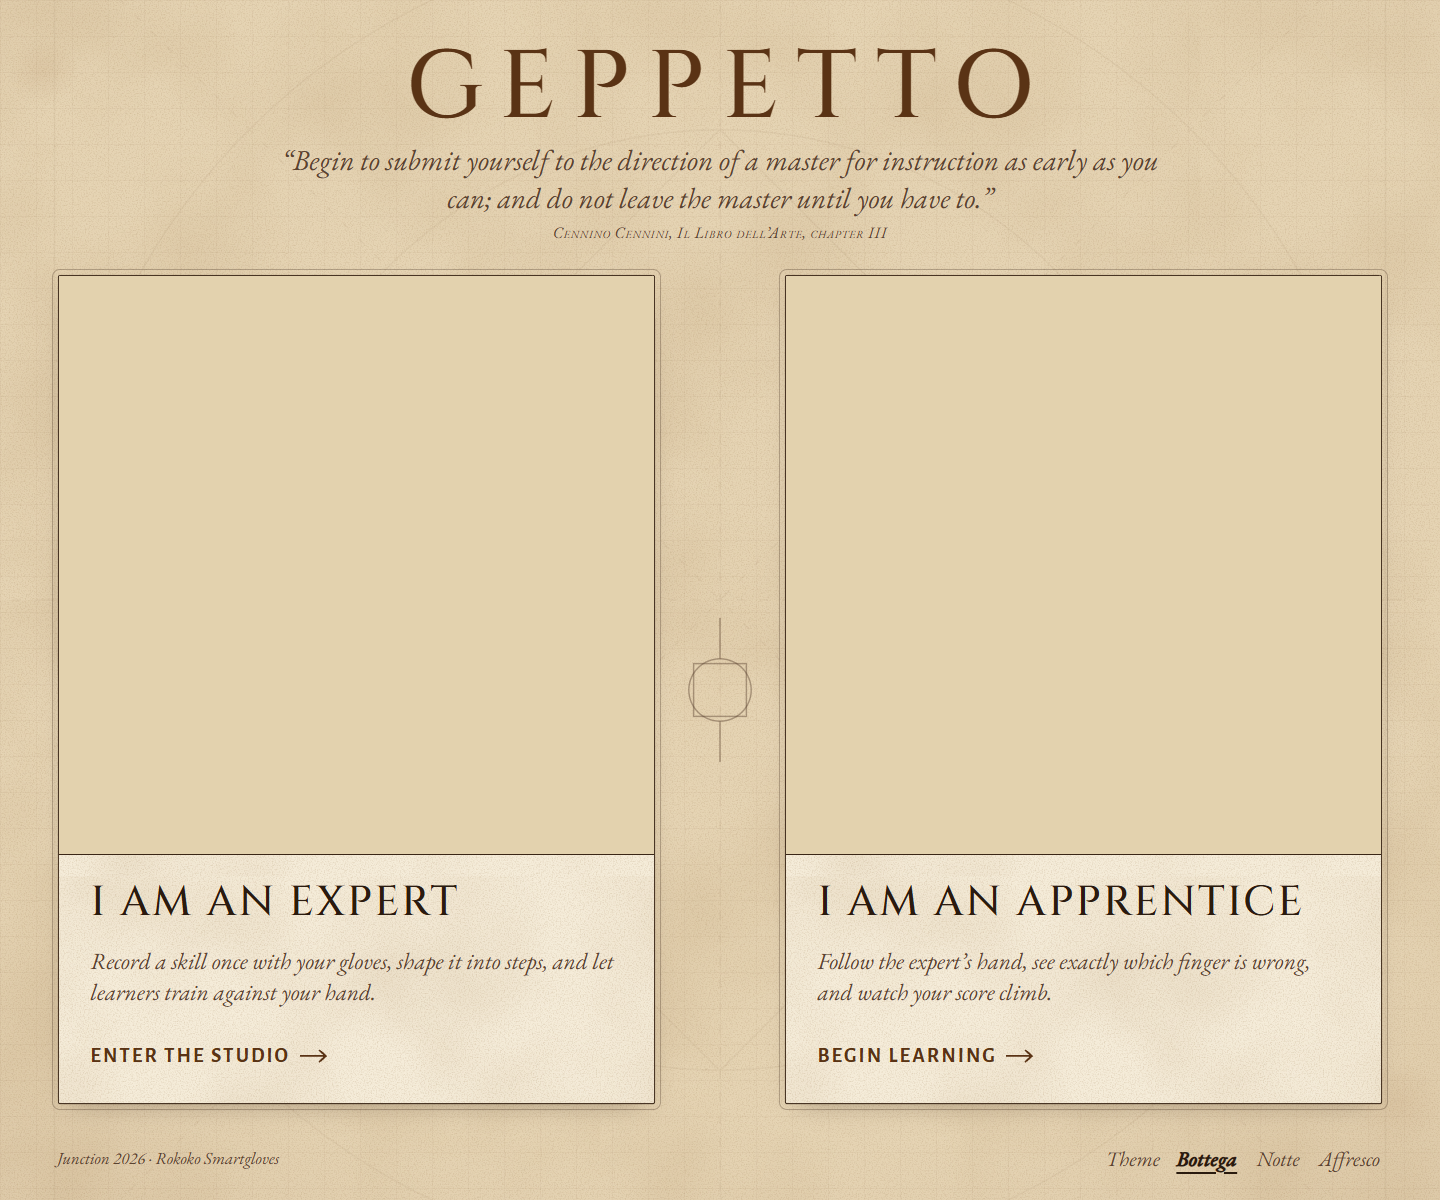 GEPPETTO
“Begin to submit yourself to the direction of a master for instruction as early as you
can; and do not leave the master until you have to.”
Cennino Cennini, Il Libro dell’Arte, chapter III
I AM AN EXPERT
Record a skill once with your gloves, shape it into steps, and let
learners train against your hand.
ENTER THE STUDIO →
I AM AN APPRENTICE
Follow the expert’s hand, see exactly which finger is wrong,
and watch your score climb.
BEGIN LEARNING →
Junction 2026 · Rokoko Smartgloves
Theme Bottega Notte Affresco